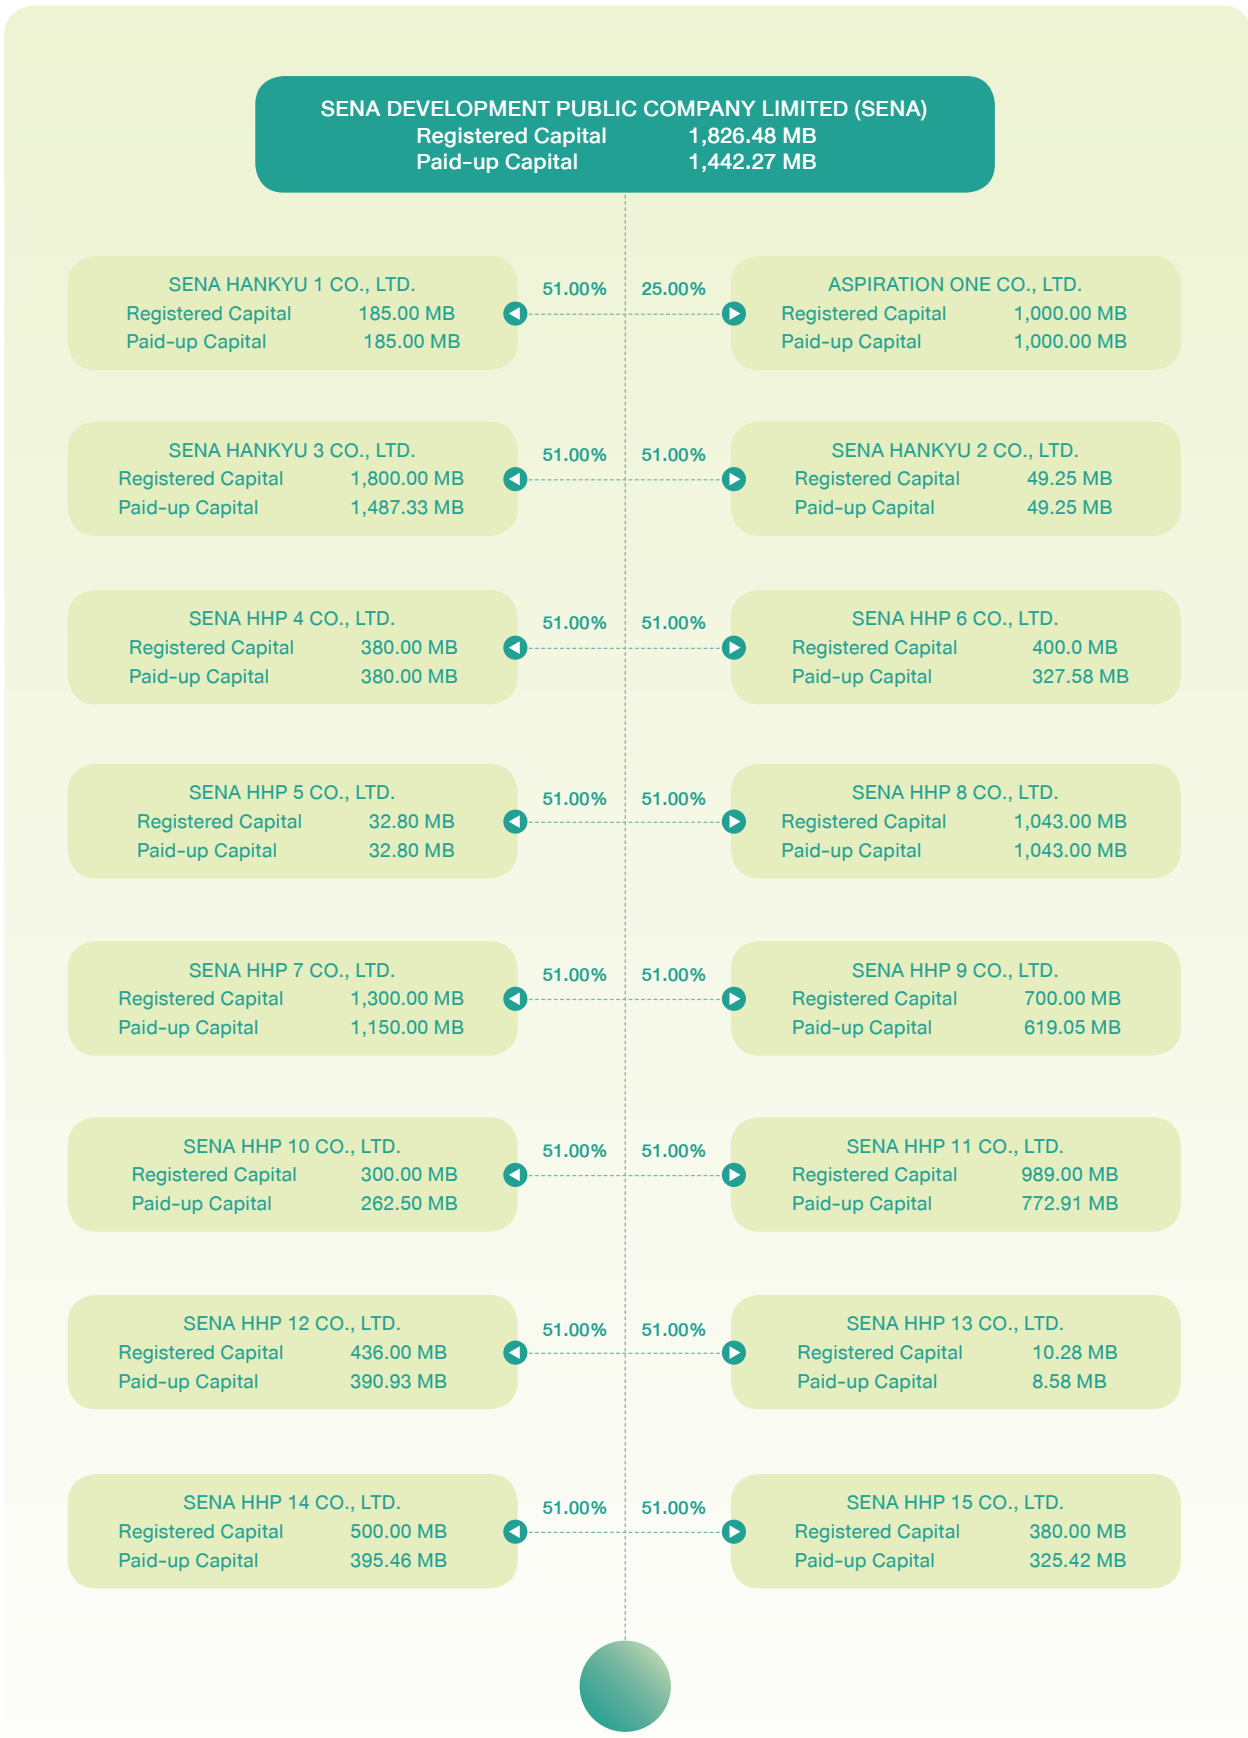 SENA DEVELOPMENT PUBLIC COMPANY LIMITED (SENA)
Registered Capital 1,826.48 MB
Paid-up Capital 1,442.27 MB
SENA HANKYU 1 CO., LTD.
Registered Capital 185.00 MB
Paid-up Capital 185.00 MB
51.00% 25.00%
ASPIRATION ONE CO., LTD.
Registered Capital 1,000.00 MB
Paid-up Capital 1,000.00 MB
SENA HANKYU 3 CO., LTD.
Registered Capital 1,800.00 MB
Paid-up Capital 1,487.33 MB
51.00% 51.00%
SENA HANKYU 2 CO., LTD.
Registered Capital 49.25 MB
Paid-up Capital 49.25 MB
SENA HHP 4 CO., LTD.
Registered Capital 380.00 MB
Paid-up Capital 380.00 MB
51.00% 51.00%
SENA HHP 6 CO., LTD.
Registered Capital 400.0 MB
Paid-up Capital 327.58 MB
SENA HHP 5 CO., LTD.
Registered Capital 32.80 MB
Paid-up Capital 32.80 MB
51.00% 51.00%
SENA HHP 8 CO., LTD.
Registered Capital 1,043.00 MB
Paid-up Capital 1,043.00 MB
SENA HHP 7 CO., LTD.
Registered Capital 1,300.00 MB
Paid-up Capital 1,150.00 MB
51.00% 51.00%
SENA HHP 9 CO., LTD.
Registered Capital 700.00 MB
Paid-up Capital 619.05 MB
SENA HHP 10 CO., LTD.
Registered Capital 300.00 MB
Paid-up Capital 262.50 MB
51.00% 51.00%
SENA HHP 11 CO., LTD.
Registered Capital 989.00 MB
Paid-up Capital 772.91 MB
SENA HHP 12 CO., LTD.
Registered Capital 436.00 MB
Paid-up Capital 390.93 MB
51.00% 51.00%
SENA HHP 13 CO., LTD.
Registered Capital 10.28 MB
Paid-up Capital 8.58 MB
SENA HHP 14 CO., LTD.
Registered Capital 500.00 MB
Paid-up Capital 395.46 MB
51.00% 51.00%
SENA HHP 15 CO., LTD.
Registered Capital 380.00 MB
Paid-up Capital 325.42 MB